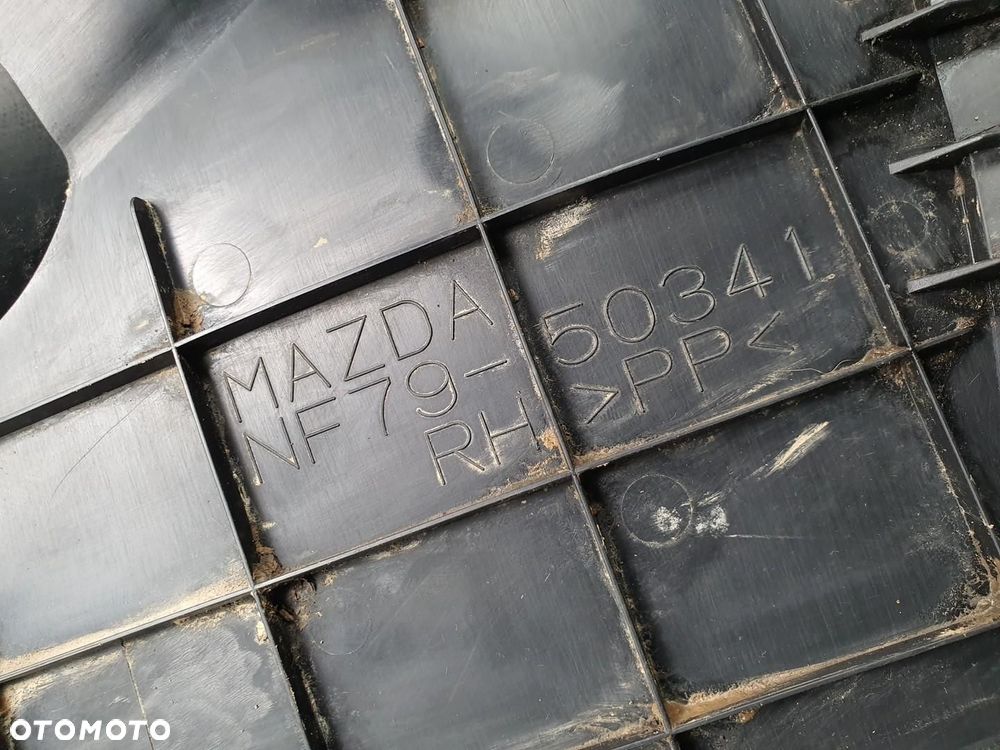 MAZDA
NF79-50341
RH >PP<
OTOMOTO